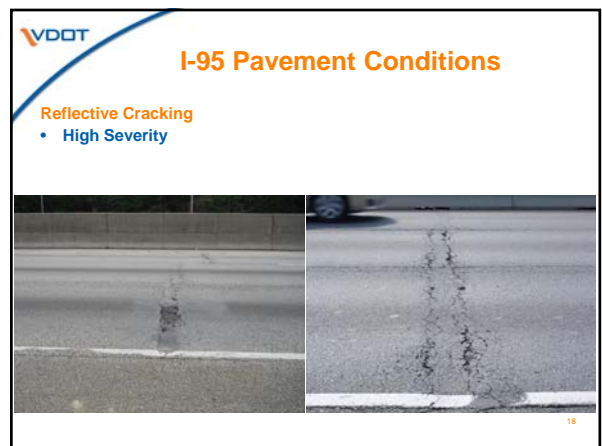 VDOT
I-95 Pavement Conditions
Reflective Cracking
• High Severity
18